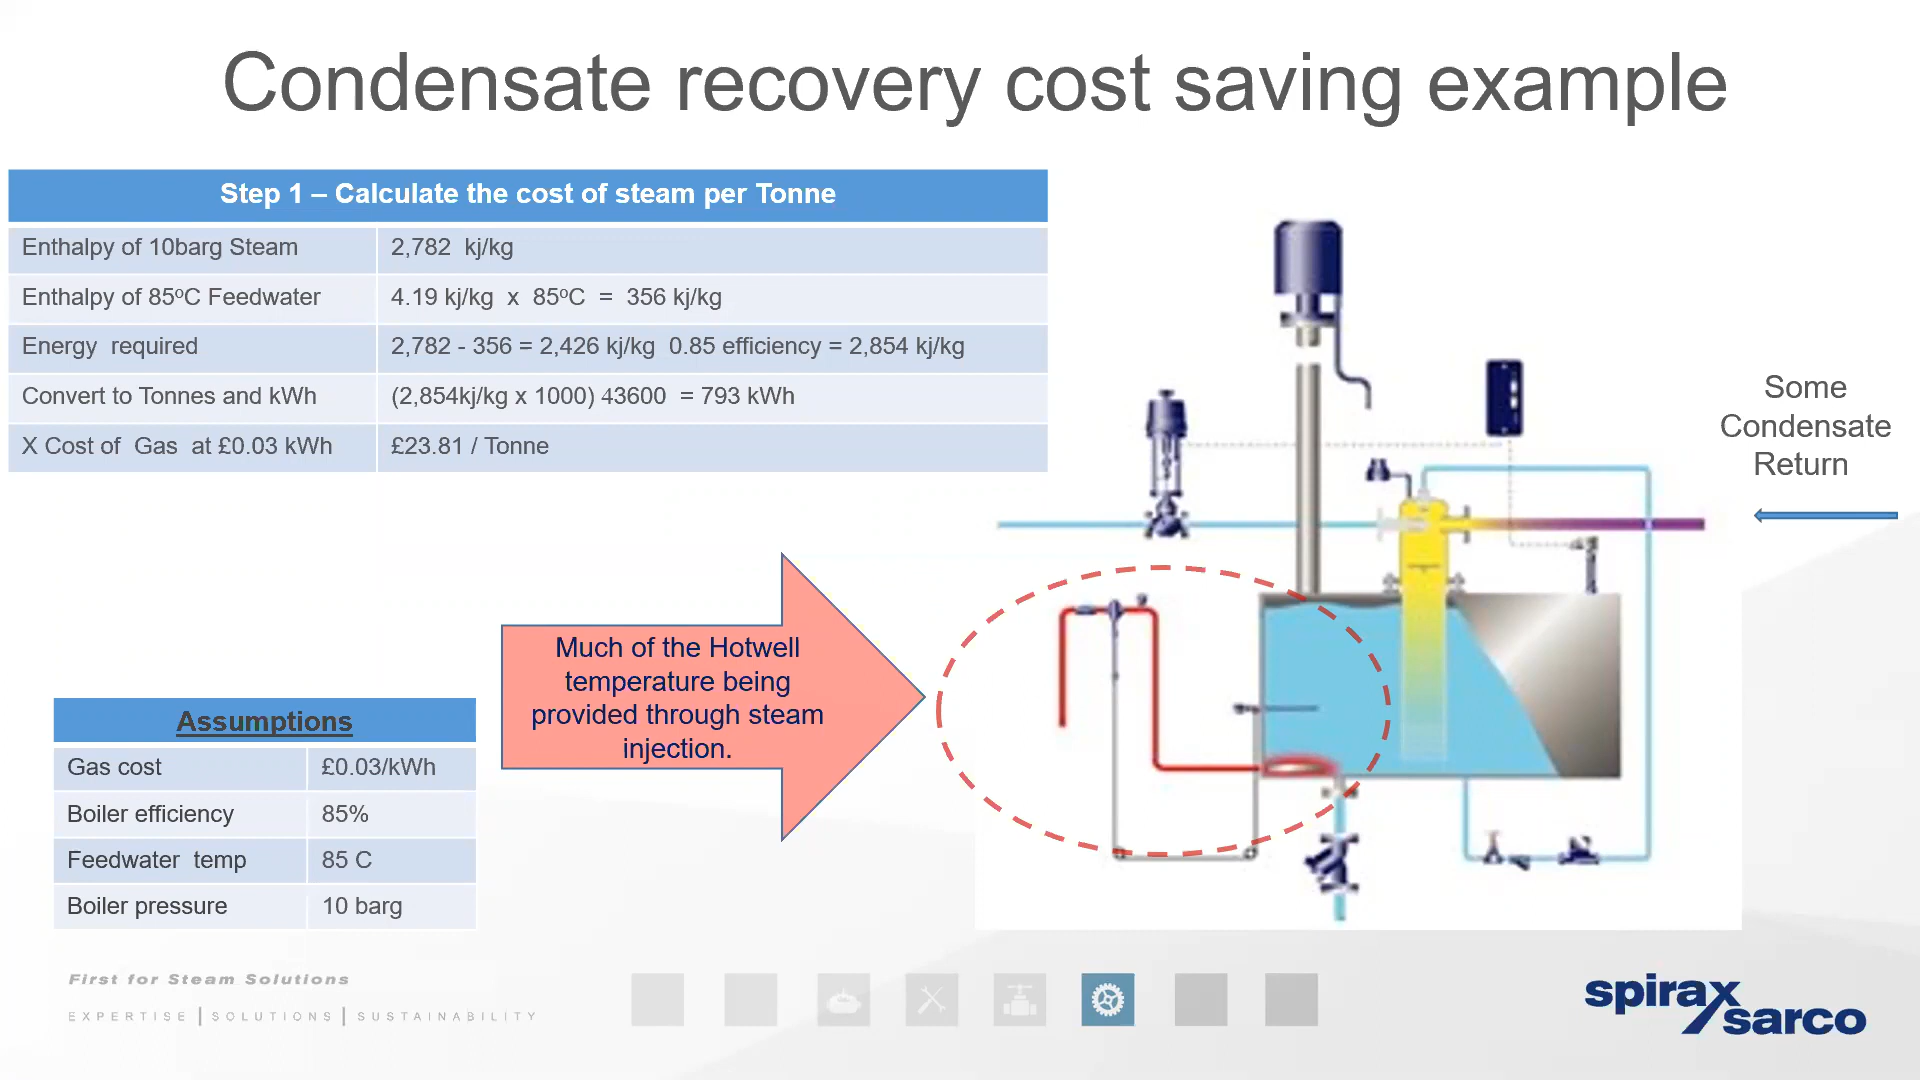 Condensate recovery cost saving example
Step 1 – Calculate the cost of steam per Tonne
Enthalpy of 10barg Steam 2,782 kj/kg
Enthalpy of 85ºC Feedwater 4.19 kj/kg x 85ºC = 356 kj/kg
Energy required 2,782 - 356 = 2,426 kj/kg 0.85 efficiency = 2,854 kj/kg
Convert to Tonnes and kWh (2,854kj/kg x 1000) 43600 = 793 kWh
X Cost of Gas at £0.03 kWh £23.81 / Tonne
Some
Condensate
Return
Much of the Hotwell
temperature being
provided through steam
injection.
Assumptions
Gas cost £0.03/kWh
Boiler efficiency 85%
Feedwater temp 85 C
Boiler pressure 10 barg
First for Steam Solutions
EXPERTISE | SOLUTIONS | SUSTAINABILITY
spirax
sarco